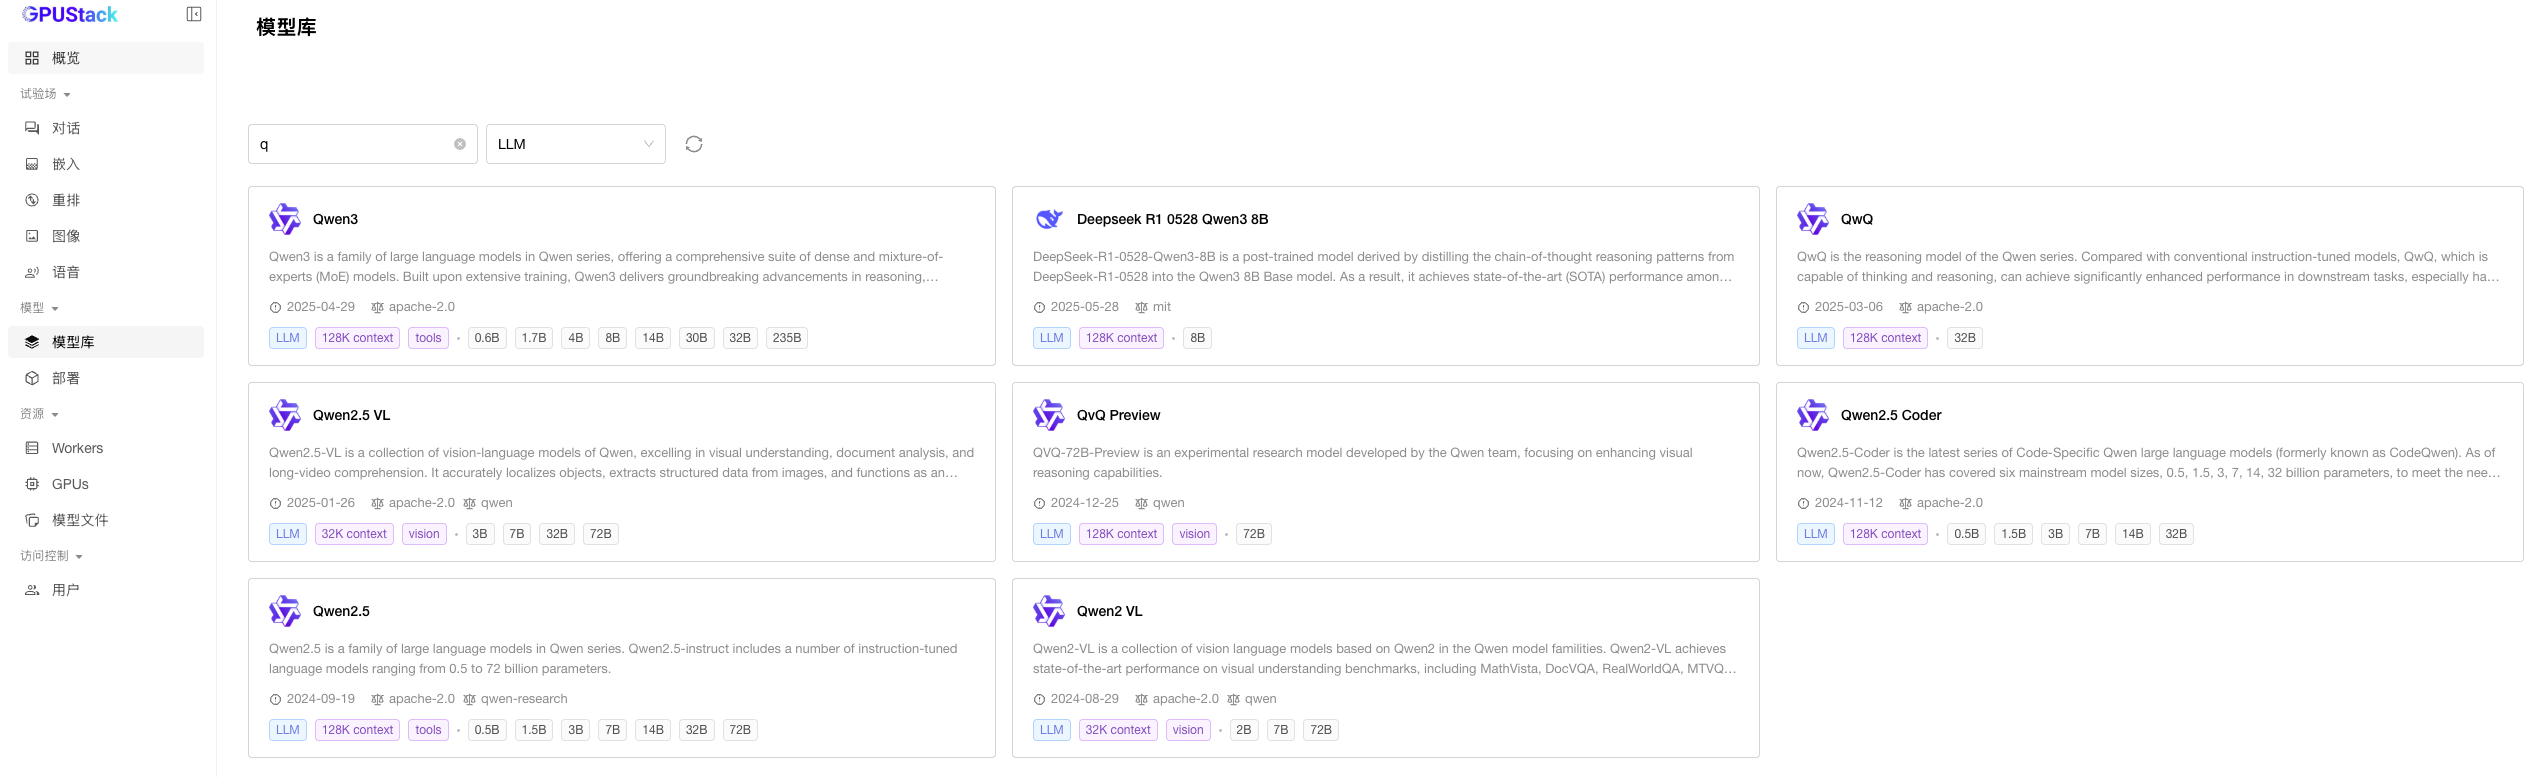 GPUStack
概览
试验场
对话
嵌入
重排
图像
语音
模型
模型库
部署
资源
Workers
GPUs
模型文件
访问控制
用户
模型库
q
LLM
Qwen3
Qwen3 is a family of large language models in Qwen series, offering a comprehensive suite of dense and mixture-of-
experts (MoE) models. Built upon extensive training, Qwen3 delivers groundbreaking advancements in reasoning,...
2025-04-29 apache-2.0
LLM 128K context tools • 0.6B 1.7B 4B 8B 14B 30B 32B 235B
Deepseek R1 0528 Qwen3 8B
DeepSeek-R1-0528-Qwen3-8B is a post-trained model derived by distilling the chain-of-thought reasoning patterns from
DeepSeek-R1-0528 into the Qwen3 8B Base model. As a result, it achieves state-of-the-art (SOTA) performance amon...
2025-05-28 mit
LLM 128K context • 8B
QwQ
QwQ is the reasoning model of the Qwen series. Compared with conventional instruction-tuned models, QwQ, which is
capable of thinking and reasoning, can achieve significantly enhanced performance in downstream tasks, especially ha...
2025-03-06 apache-2.0
LLM 128K context • 32B
Qwen2.5 VL
Qwen2.5-VL is a collection of vision-language models of Qwen, excelling in visual understanding, document analysis, and
long-video comprehension. It accurately localizes objects, extracts structured data from images, and functions as an...
2025-01-26 apache-2.0 qwen
LLM 32K context vision • 3B 7B 32B 72B
QvQ Preview
QVQ-72B-Preview is an experimental research model developed by the Qwen team, focusing on enhancing visual
reasoning capabilities.
2024-12-25 qwen
LLM 128K context vision • 72B
Qwen2.5 Coder
Qwen2.5-Coder is the latest series of Code-Specific Qwen large language models (formerly known as CodeQwen). As of
now, Qwen2.5-Coder has covered six mainstream model sizes, 0.5, 1.5, 3, 7, 14, 32 billion parameters, to meet the nee...
2024-11-12 apache-2.0
LLM 128K context • 0.5B 1.5B 3B 7B 14B 32B
Qwen2.5
Qwen2.5 is a family of large language models in Qwen series. Qwen2.5-instruct includes a number of instruction-tuned
language models ranging from 0.5 to 72 billion parameters.
2024-09-19 apache-2.0 qwen-research
LLM 128K context tools • 0.5B 1.5B 3B 7B 14B 32B 72B
Qwen2 VL
Qwen2-VL is a collection of vision language models based on Qwen2 in the Qwen model familities. Qwen2-VL achieves
state-of-the-art performance on visual understanding benchmarks, including MathVista, DocVQA, RealWorldQA, MTVQ...
2024-08-29 apache-2.0 qwen
LLM 32K context vision • 2B 7B 72B